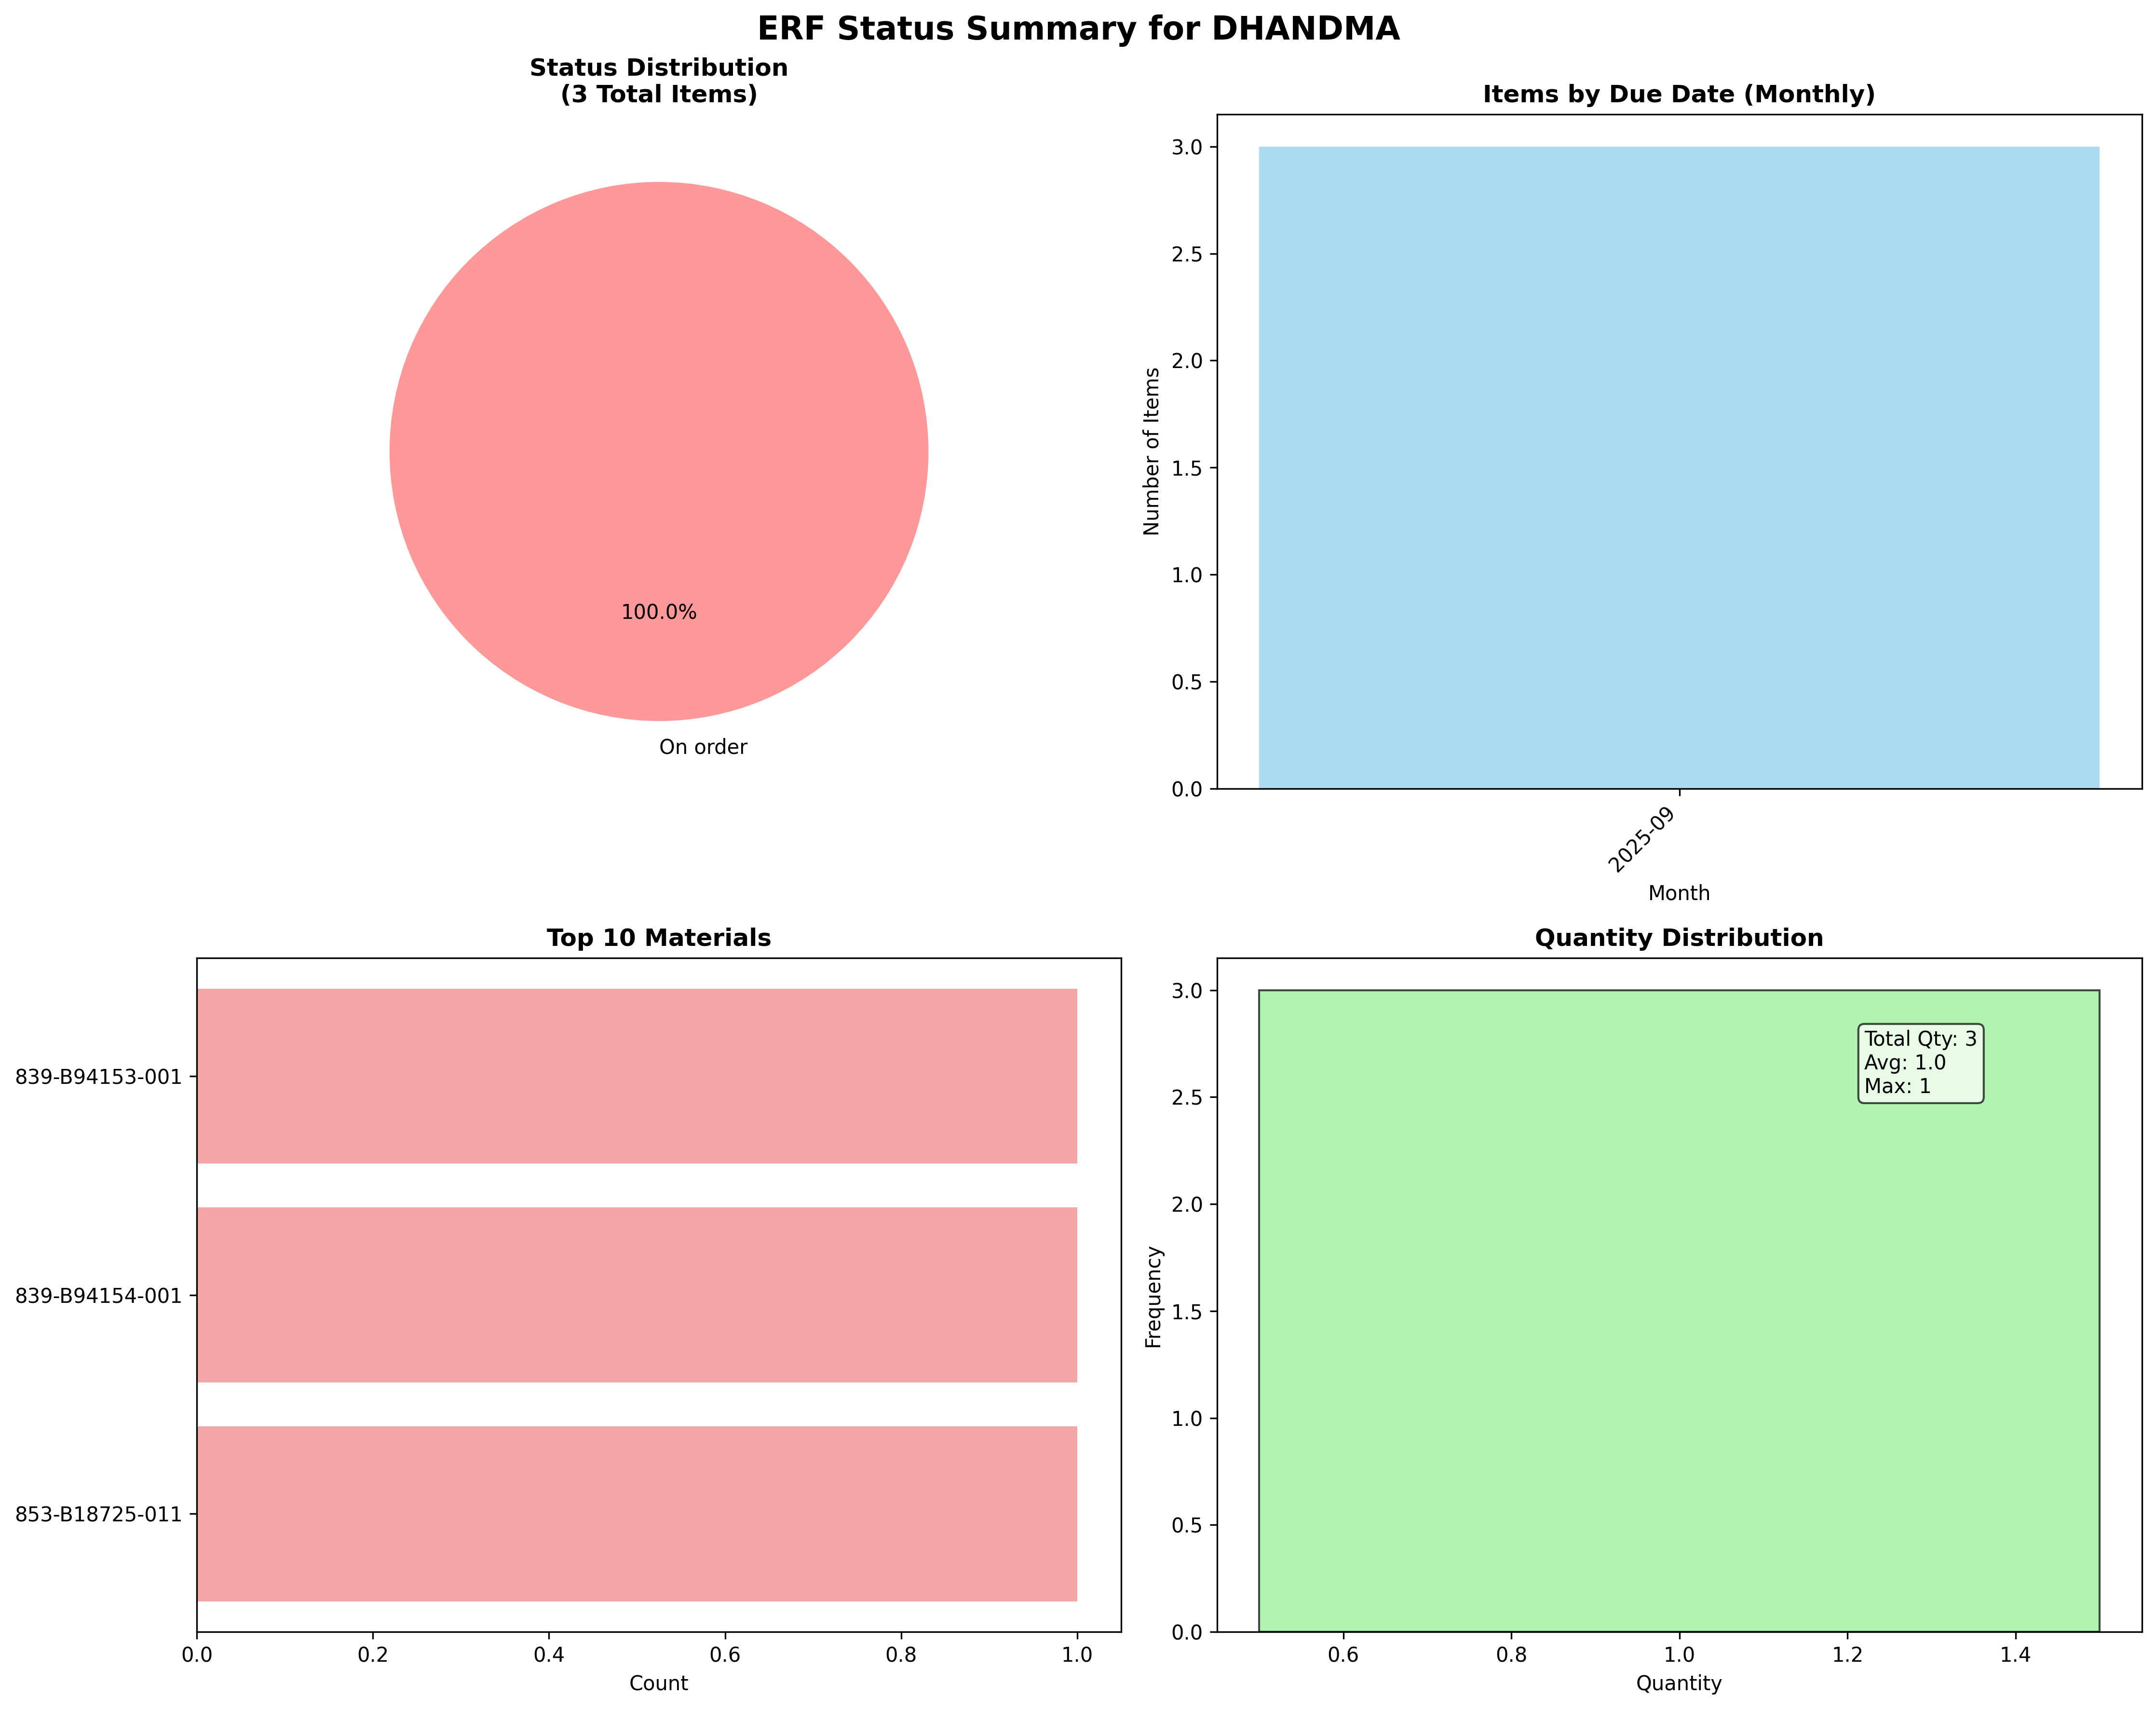 ERF Status Summary for DHANDMA
Status Distribution
(3 Total Items)
100.0%
On order
Items by Due Date (Monthly)
Number of Items
3.0
2.5
2.0
1.5
1.0
0.5
0.0
2025-09
Month
Top 10 Materials
839-B94153-001
839-B94154-001
853-B18725-011
0.0 0.2 0.4 0.6 0.8 1.0
Count
Quantity Distribution
Frequency
3.0
2.5
2.0
1.5
1.0
0.5
0.0
Total Qty: 3
Avg: 1.0
Max: 1
0.6 0.8 1.0 1.2 1.4
Quantity